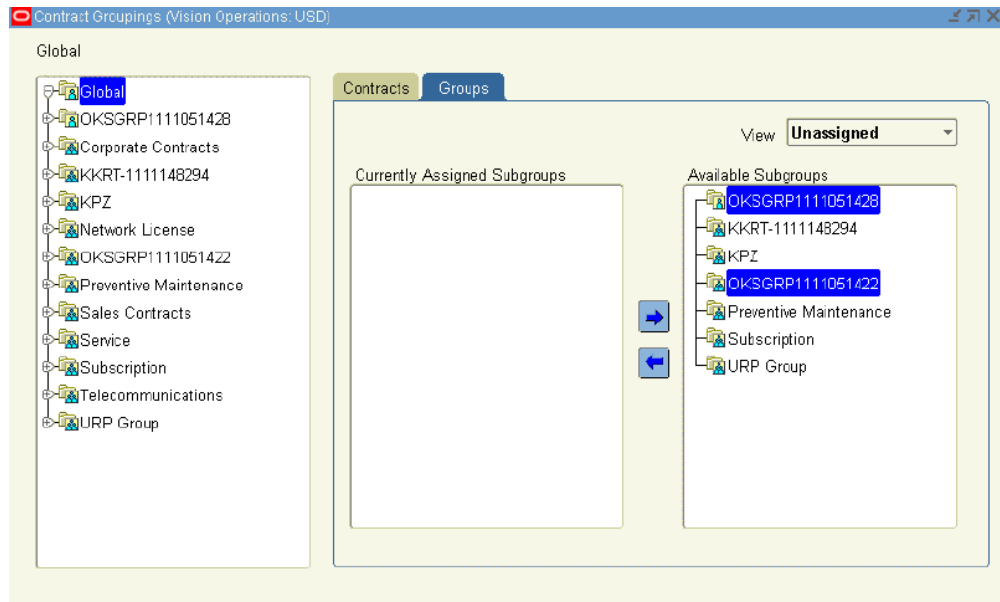 Contract Groupings (Vision Operations: USD)
Global
Global
OKSGRP1111051428
Corporate Contracts
KKRT-1111148294
KPZ
Network License
OKSGRP1111051422
Preventive Maintenance
Sales Contracts
Service
Subscription
Telecommunications
URP Group
Contracts Groups
View Unassigned
Currently Assigned Subgroups
Available Subgroups
OKSGRP1111051428
KKRT-1111148294
KPZ
OKSGRP1111051422
Preventive Maintenance
Subscription
URP Group